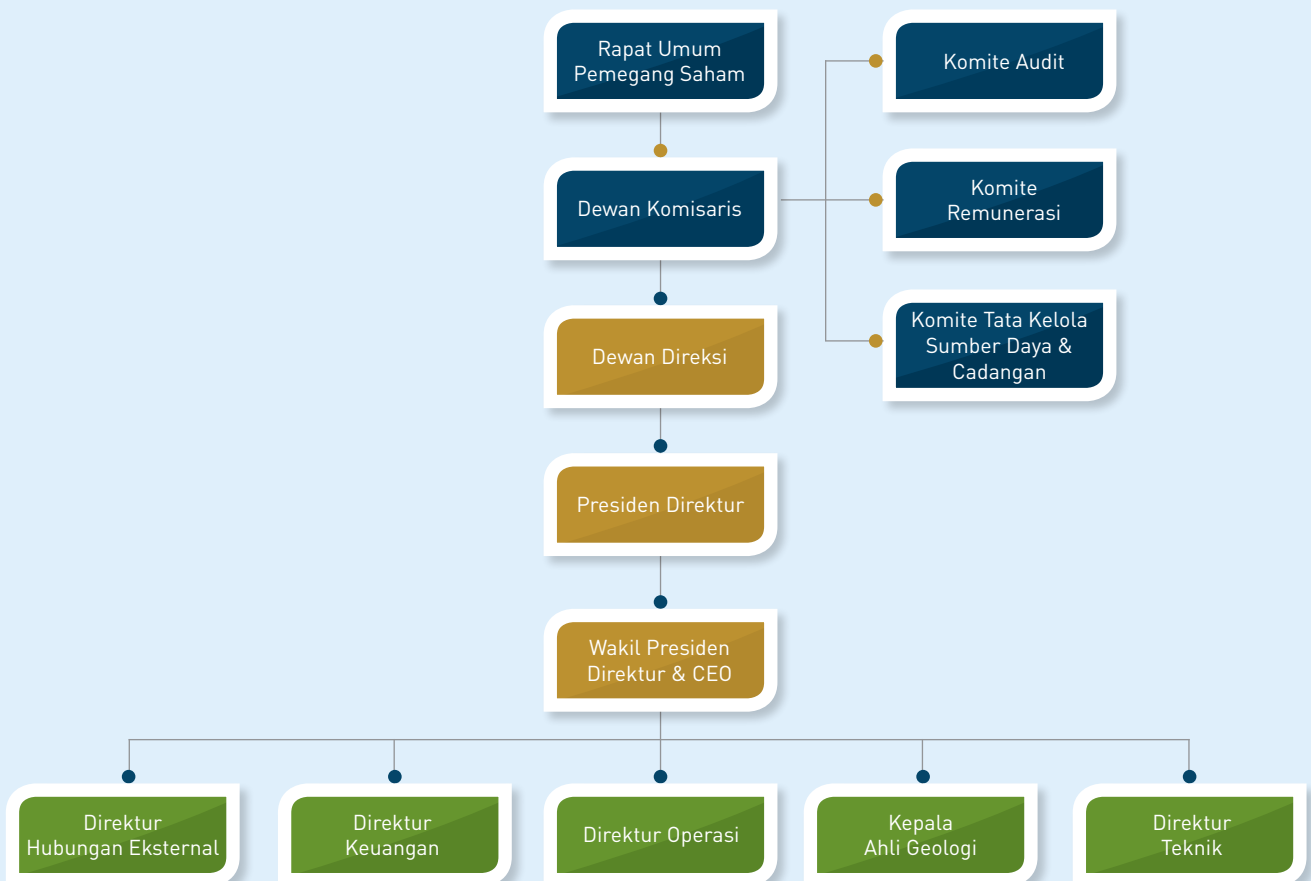 Rapat Umum
Pemegang Saham
Komite Audit
Dewan Komisaris
Komite
Remunerasi
Komite Tata Kelola
Sumber Daya &
Cadangan
Dewan Direksi
Presiden Direktur
Wakil Presiden
Direktur & CEO
Direktur
Hubungan Eksternal
Direktur
Keuangan
Direktur Operasi
Kepala
Ahli Geologi
Direktur
Teknik